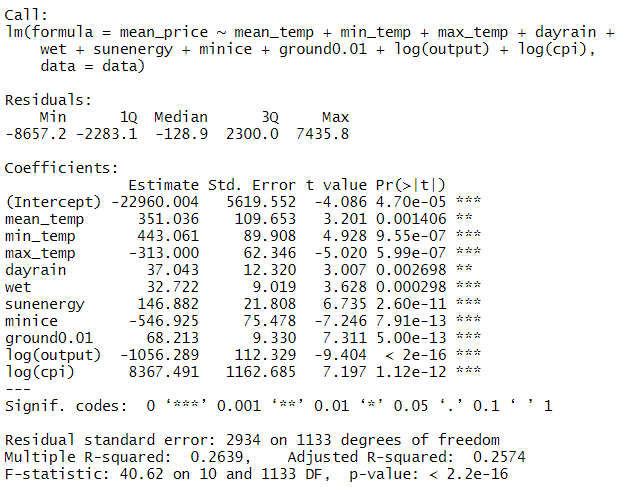 Call:
lm(formula = mean_price ~ mean_temp + min_temp + max_temp + dayrain +
    wet + sunenergy + minice + ground0.01 + log(output) + log(cpi),
    data = data)

Residuals:
    Min      1Q  Median      3Q     Max
-8657.2 -2283.1  -128.9  2300.0  7435.8

Coefficients:
              Estimate Std. Error t value Pr(>|t|)
(Intercept) -22960.004   5619.552  -4.086 4.70e-05 ***
mean_temp      351.036    109.653   3.201 0.001406 **
min_temp       443.061     89.908   4.928 9.55e-07 ***
max_temp      -313.000     62.346  -5.020 5.99e-07 ***
dayrain         37.043     12.320   3.007 0.002698 **
wet             32.722      9.019   3.628 0.000298 ***
sunenergy      146.882     21.808   6.735 2.60e-11 ***
minice        -546.925     75.478  -7.246 7.91e-13 ***
ground0.01      68.213      9.330   7.311 5.00e-13 ***
log(output)  -1056.289    112.329  -9.404  < 2e-16 ***
log(cpi)      8367.491   1162.685   7.197 1.12e-12 ***
---
Signif. codes:  0 ‘***’ 0.001 ‘**’ 0.01 ‘*’ 0.05 ‘.’ 0.1 ‘ ’ 1

Residual standard error: 2934 on 1133 degrees of freedom
Multiple R-squared:  0.2639,    Adjusted R-squared:  0.2574
F-statistic: 40.62 on 10 and 1133 DF,  p-value: < 2.2e-16